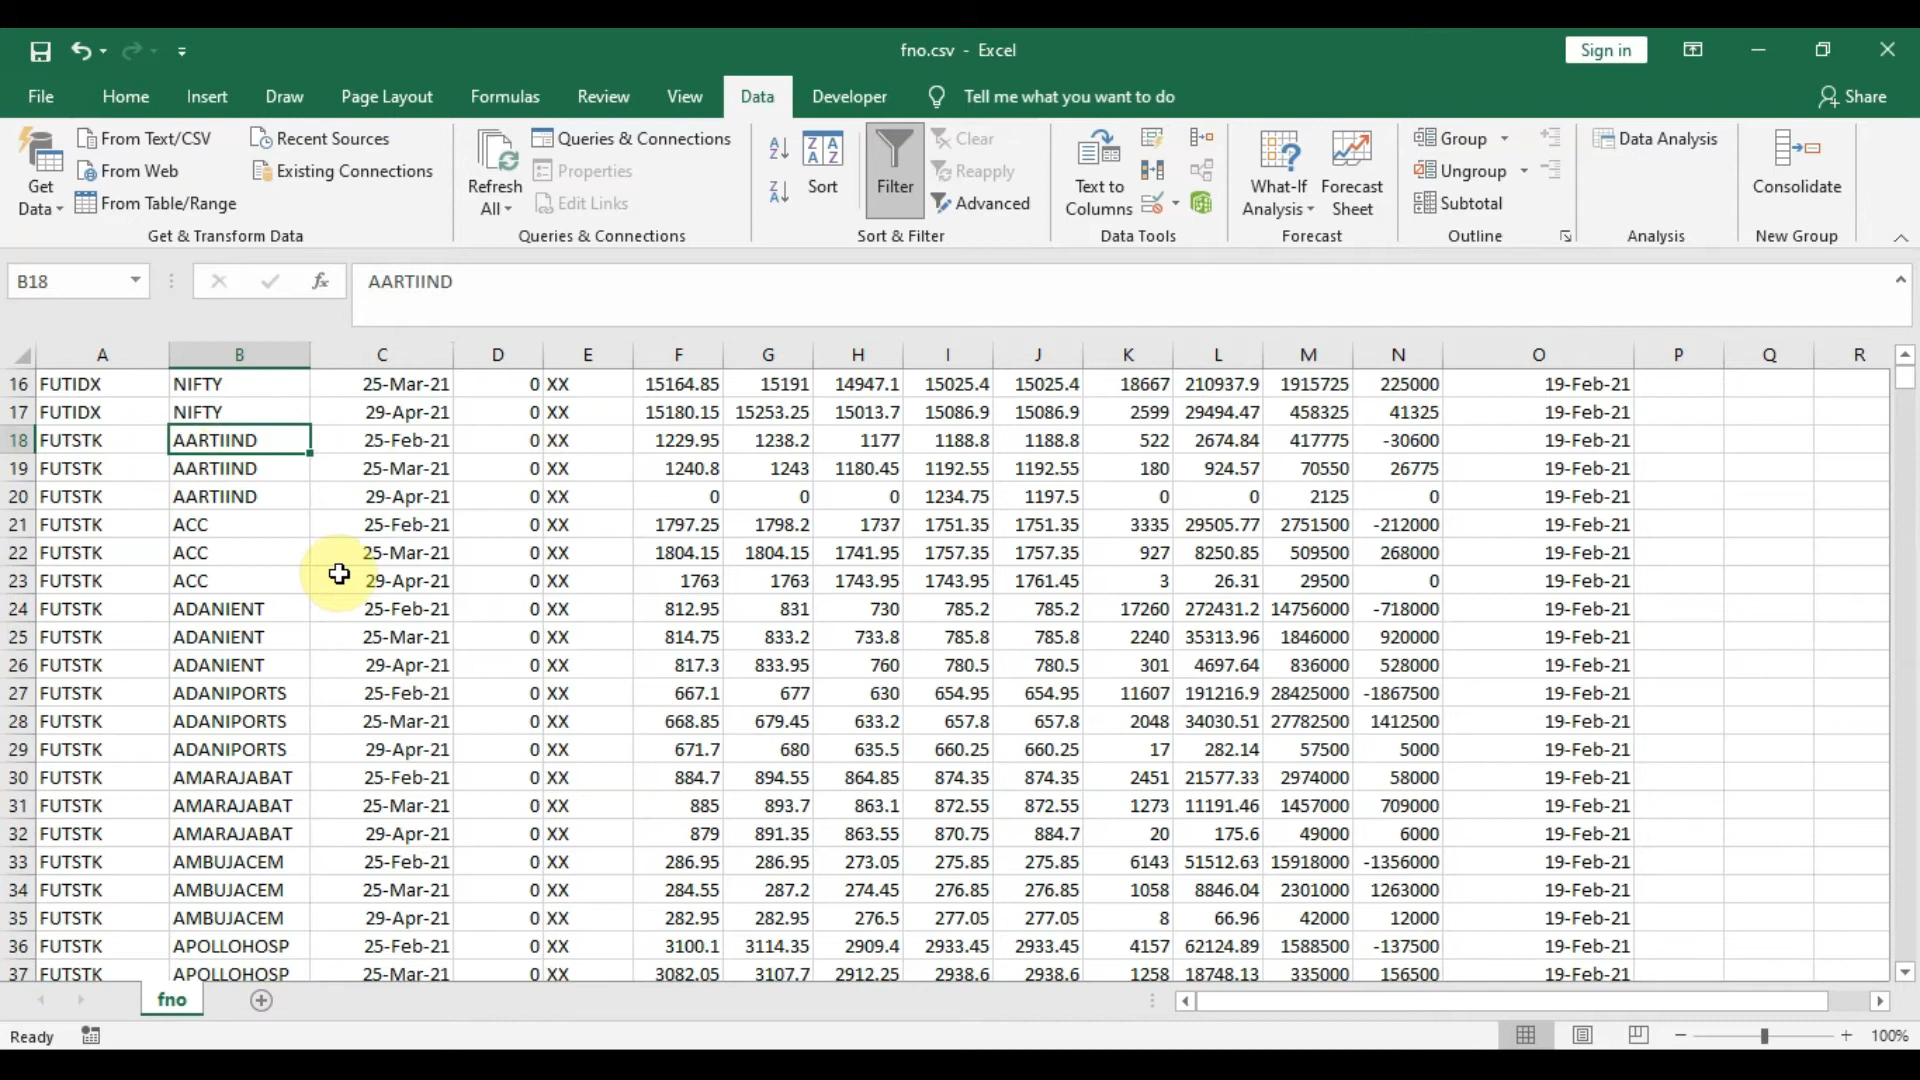 fno.csv - Excel
Sign in
File Home Insert Draw Page Layout Formulas Review View Data Developer Tell me what you want to do Share
Get Data
From Text/CSV
From Web
From Table/Range
Recent Sources
Existing Connections
Get & Transform Data
Refresh All
Queries & Connections
Properties
Edit Links
Queries & Connections
Sort
Filter
Clear
Reapply
Advanced
Sort & Filter
Text to Columns
Data Tools
What-If Analysis
Forecast Sheet
Forecast
Group
Ungroup
Subtotal
Outline
Data Analysis
Analysis
Consolidate
New Group
B18 fx AARTIIND
A B C D E F G H I J K L M N O P Q R
16 FUTIDX NIFTY 25-Mar-21 0 XX 15164.85 15191 14947.1 15025.4 15025.4 18667 210937.9 1915725 225000 19-Feb-21
17 FUTIDX NIFTY 29-Apr-21 0 XX 15180.15 15253.25 15013.7 15086.9 15086.9 2599 29494.47 458325 41325 19-Feb-21
18 FUTSTK AARTIIND 25-Feb-21 0 XX 1229.95 1238.2 1177 1188.8 1188.8 522 2674.84 417775 -30600 19-Feb-21
19 FUTSTK AARTIIND 25-Mar-21 0 XX 1240.8 1243 1180.45 1192.55 1192.55 180 924.57 70550 26775 19-Feb-21
20 FUTSTK AARTIIND 29-Apr-21 0 XX 0 0 0 1234.75 1197.5 0 0 2125 0 19-Feb-21
21 FUTSTK ACC 25-Feb-21 0 XX 1797.25 1798.2 1737 1751.35 1751.35 3335 29505.77 2751500 -212000 19-Feb-21
22 FUTSTK ACC 25-Mar-21 0 XX 1804.15 1804.15 1741.95 1757.35 1757.35 927 8250.85 509500 268000 19-Feb-21
23 FUTSTK ACC 29-Apr-21 0 XX 1763 1763 1743.95 1743.95 1761.45 3 26.31 29500 0 19-Feb-21
24 FUTSTK ADANIENT 25-Feb-21 0 XX 812.95 831 730 785.2 785.2 17260 272431.2 14756000 -718000 19-Feb-21
25 FUTSTK ADANIENT 25-Mar-21 0 XX 814.75 833.2 733.8 785.8 785.8 2240 35313.96 1846000 920000 19-Feb-21
26 FUTSTK ADANIENT 29-Apr-21 0 XX 817.3 833.95 760 780.5 780.5 301 4697.64 836000 528000 19-Feb-21
27 FUTSTK ADANIPORTS 25-Feb-21 0 XX 667.1 677 630 654.95 654.95 11607 191216.9 28425000 -1867500 19-Feb-21
28 FUTSTK ADANIPORTS 25-Mar-21 0 XX 668.85 679.45 633.2 657.8 657.8 2048 34030.51 27782500 1412500 19-Feb-21
29 FUTSTK ADANIPORTS 29-Apr-21 0 XX 671.7 680 635.5 660.25 660.25 17 282.14 57500 5000 19-Feb-21
30 FUTSTK AMARAJABAT 25-Feb-21 0 XX 884.7 894.55 864.85 874.35 874.35 2451 21577.33 2974000 58000 19-Feb-21
31 FUTSTK AMARAJABAT 25-Mar-21 0 XX 885 893.7 863.1 872.55 872.55 1273 11191.46 1457000 709000 19-Feb-21
32 FUTSTK AMARAJABAT 29-Apr-21 0 XX 879 891.35 863.55 870.75 884.7 20 175.6 49000 6000 19-Feb-21
33 FUTSTK AMBUJACEM 25-Feb-21 0 XX 286.95 286.95 273.05 275.85 275.85 6143 51512.63 15918000 -1356000 19-Feb-21
34 FUTSTK AMBUJACEM 25-Mar-21 0 XX 284.55 287.2 274.45 276.85 276.85 1058 8846.04 2301000 1263000 19-Feb-21
35 FUTSTK AMBUJACEM 29-Apr-21 0 XX 282.95 282.95 276.5 277.05 277.05 8 66.96 42000 12000 19-Feb-21
36 FUTSTK APOLLOHOSP 25-Feb-21 0 XX 3100.1 3114.35 2909.4 2933.45 2933.45 4157 62124.89 1588500 -137500 19-Feb-21
37 FUTSTK APOLLOHOSP 25-Mar-21 0 XX 3082.05 3107.7 2912.25 2938.6 2938.6 1258 18748.13 335000 156500 19-Feb-21
fno
Ready 100%